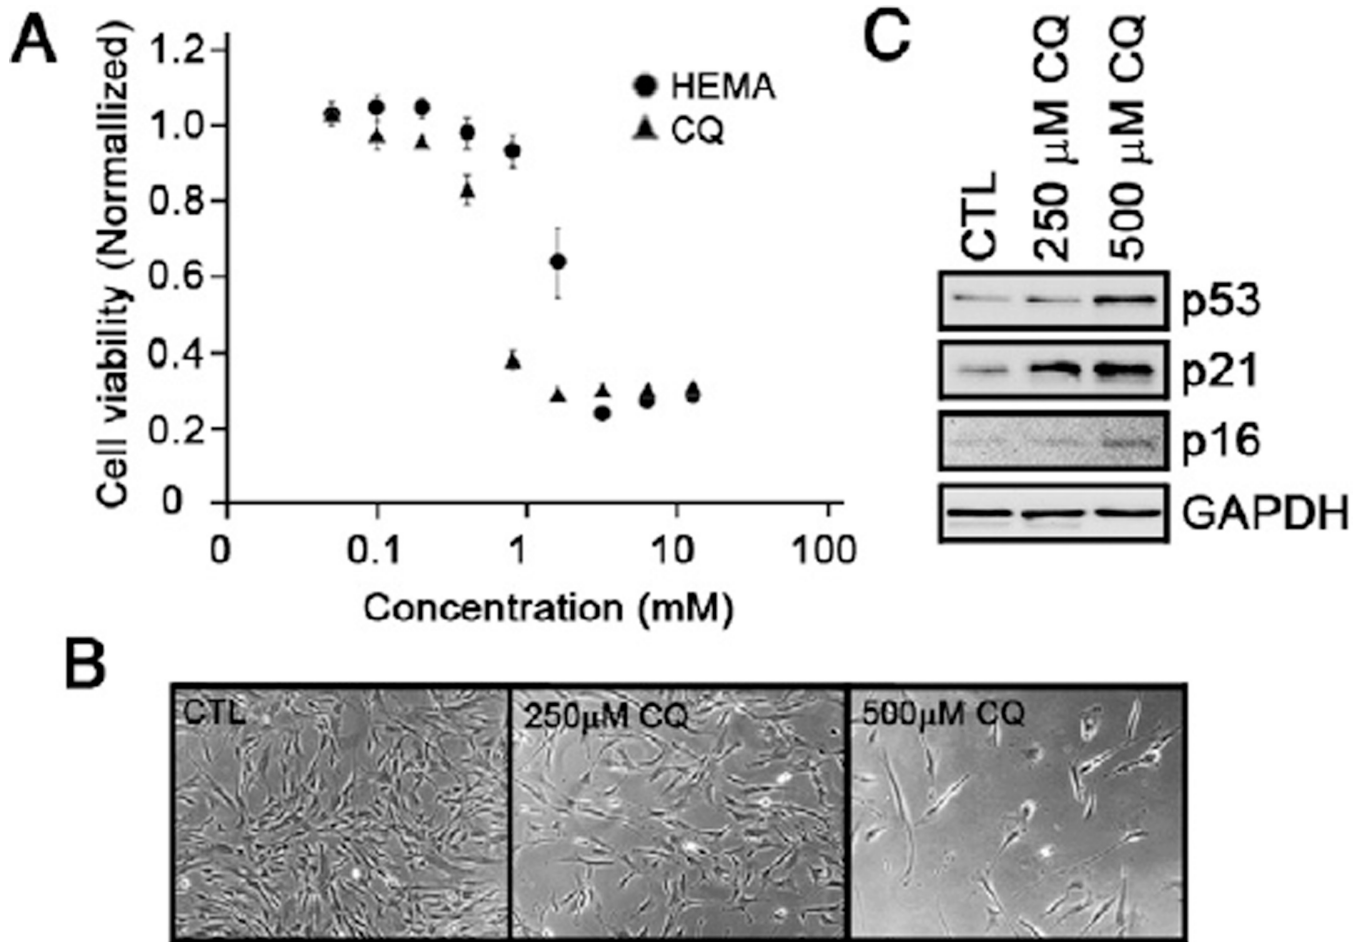 A
Cell viability (Normallized)
1.2
1.0
0.8
0.6
0.4
0.2
0
HEMA
CQ
0 0.1 1 10 100
Concentration (mM)
C
CTL
250 μM CQ
500 μM CQ
p53
p21
p16
GAPDH
B
CTL
250μM CQ
500μM CQ